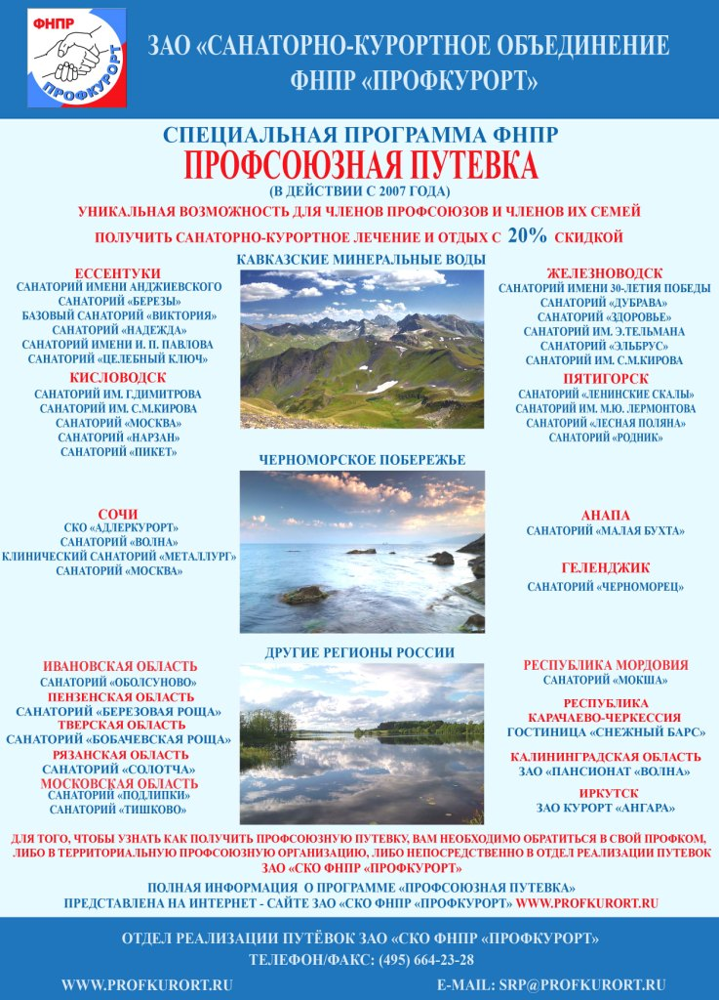 ФНПР
ПРОФКУРОРТ
ЗАО «САНАТОРНО-КУРОРТНОЕ ОБЪЕДИНЕНИЕ
ФНПР «ПРОФКУРОРТ»
СПЕЦИАЛЬНАЯ ПРОГРАММА ФНПР
ПРОФСОЮЗНАЯ ПУТЕВКА
(В ДЕЙСТВИИ С 2007 ГОДА)
УНИКАЛЬНАЯ ВОЗМОЖНОСТЬ ДЛЯ ЧЛЕНОВ ПРОФСОЮЗОВ И ЧЛЕНОВ ИХ СЕМЕЙ
ПОЛУЧИТЬ САНАТОРНО-КУРОРТНОЕ ЛЕЧЕНИЕ И ОТДЫХ С 20% СКИДКОЙ
КАВКАЗСКИЕ МИНЕРАЛЬНЫЕ ВОДЫ
ЕССЕНТУКИ
САНАТОРИЙ ИМЕНИ АНДЖИЕВСКОГО
САНАТОРИЙ «БЕРЕЗЫ»
БАЗОВЫЙ САНАТОРИЙ «ВИКТОРИЯ»
САНАТОРИЙ «НАДЕЖДА»
САНАТОРИЙ ИМЕНИ И. П. ПАВЛОВА
САНАТОРИЙ «ЦЕЛЕБНЫЙ КЛЮЧ»
КИСЛОВОДСК
САНАТОРИЙ ИМ. Г.ДИМИТРОВА
САНАТОРИЙ ИМ. С.М.КИРОВА
САНАТОРИЙ «МОСКВА»
САНАТОРИЙ «НАРЗАН»
САНАТОРИЙ «ПИКЕТ»
ЖЕЛЕЗНОВОДСК
САНАТОРИЙ ИМЕНИ 30-ЛЕТИЯ ПОБЕДЫ
САНАТОРИЙ «ДУБРАВА»
САНАТОРИЙ «ЗДОРОВЬЕ»
САНАТОРИЙ ИМ. Э.ТЕЛЬМАНА
САНАТОРИЙ «ЭЛЬБРУС»
САНАТОРИЙ ИМ. С.М.КИРОВА
ПЯТИГОРСК
САНАТОРИЙ «ЛЕНИНСКИЕ СКАЛЫ»
САНАТОРИЙ ИМ. М.Ю. ЛЕРМОНТОВА
САНАТОРИЙ «ЛЕСНАЯ ПОЛЯНА»
САНАТОРИЙ «РОДНИК»
ЧЕРНОМОРСКОЕ ПОБЕРЕЖЬЕ
СОЧИ
СКО «АДЛЕРКУРОРТ»
САНАТОРИЙ «ВОЛНА»
КЛИНИЧЕСКИЙ САНАТОРИЙ «МЕТАЛЛУРГ»
САНАТОРИЙ «МОСКВА»
АНАПА
САНАТОРИЙ «МАЛАЯ БУХТА»
ГЕЛЕНДЖИК
САНАТОРИЙ «ЧЕРНОМОРЕЦ»
ДРУГИЕ РЕГИОНЫ РОССИИ
ИВАНОВСКАЯ ОБЛАСТЬ
САНАТОРИЙ «ОБОЛСУНОВО»
ПЕНЗЕНСКАЯ ОБЛАСТЬ
САНАТОРИЙ «БЕРЕЗОВАЯ РОЩА»
ТВЕРСКАЯ ОБЛАСТЬ
САНАТОРИЙ «БОБАЧЕВСКАЯ РОЩА»
РЯЗАНСКАЯ ОБЛАСТЬ
САНАТОРИЙ «СОЛОТЧА»
МОСКОВСКАЯ ОБЛАСТЬ
САНАТОРИЙ «ПОДЛИПКИ»
САНАТОРИЙ «ТИШКОВО»
РЕСПУБЛИКА МОРДОВИЯ
САНАТОРИЙ «МОКША»
РЕСПУБЛИКА
КАРАЧАЕВО-ЧЕРКЕССИЯ
ГОСТИНИЦА «СНЕЖНЫЙ БАРС»
КАЛИНИНГРАДСКАЯ ОБЛАСТЬ
ЗАО «ПАНСИОНАТ «ВОЛНА»
ИРКУТСК
ЗАО КУРОРТ «АНГАРА»
ДЛЯ ТОГО, ЧТОБЫ УЗНАТЬ КАК ПОЛУЧИТЬ ПРОФСОЮЗНУЮ ПУТЕВКУ, ВАМ НЕОБХОДИМО ОБРАТИТЬСЯ В СВОЙ ПРОФКОМ,
ЛИБО В ТЕРРИТОРИАЛЬНУЮ ПРОФСОЮЗНУЮ ОРГАНИЗАЦИЮ, ЛИБО НЕПОСРЕДСТВЕННО В ОТДЕЛ РЕАЛИЗАЦИИ ПУТЕВОК
ЗАО «СКО ФНПР «ПРОФКУРОРТ»
ПОЛНАЯ ИНФОРМАЦИЯ О ПРОГРАММЕ «ПРОФСОЮЗНАЯ ПУТЕВКА»
ПРЕДСТАВЛЕНА НА ИНТЕРНЕТ - САЙТЕ ЗАО «СКО ФНПР «ПРОФКУРОРТ» WWW.PROFKURORT.RU
ОТДЕЛ РЕАЛИЗАЦИИ ПУТЁВОК ЗАО «СКО ФНПР «ПРОФКУРОРТ»
ТЕЛЕФОН/ФАКС: (495) 664-23-28
WWW.PROFKURORT.RU
E-MAIL: SRP@PROFKURORT.RU